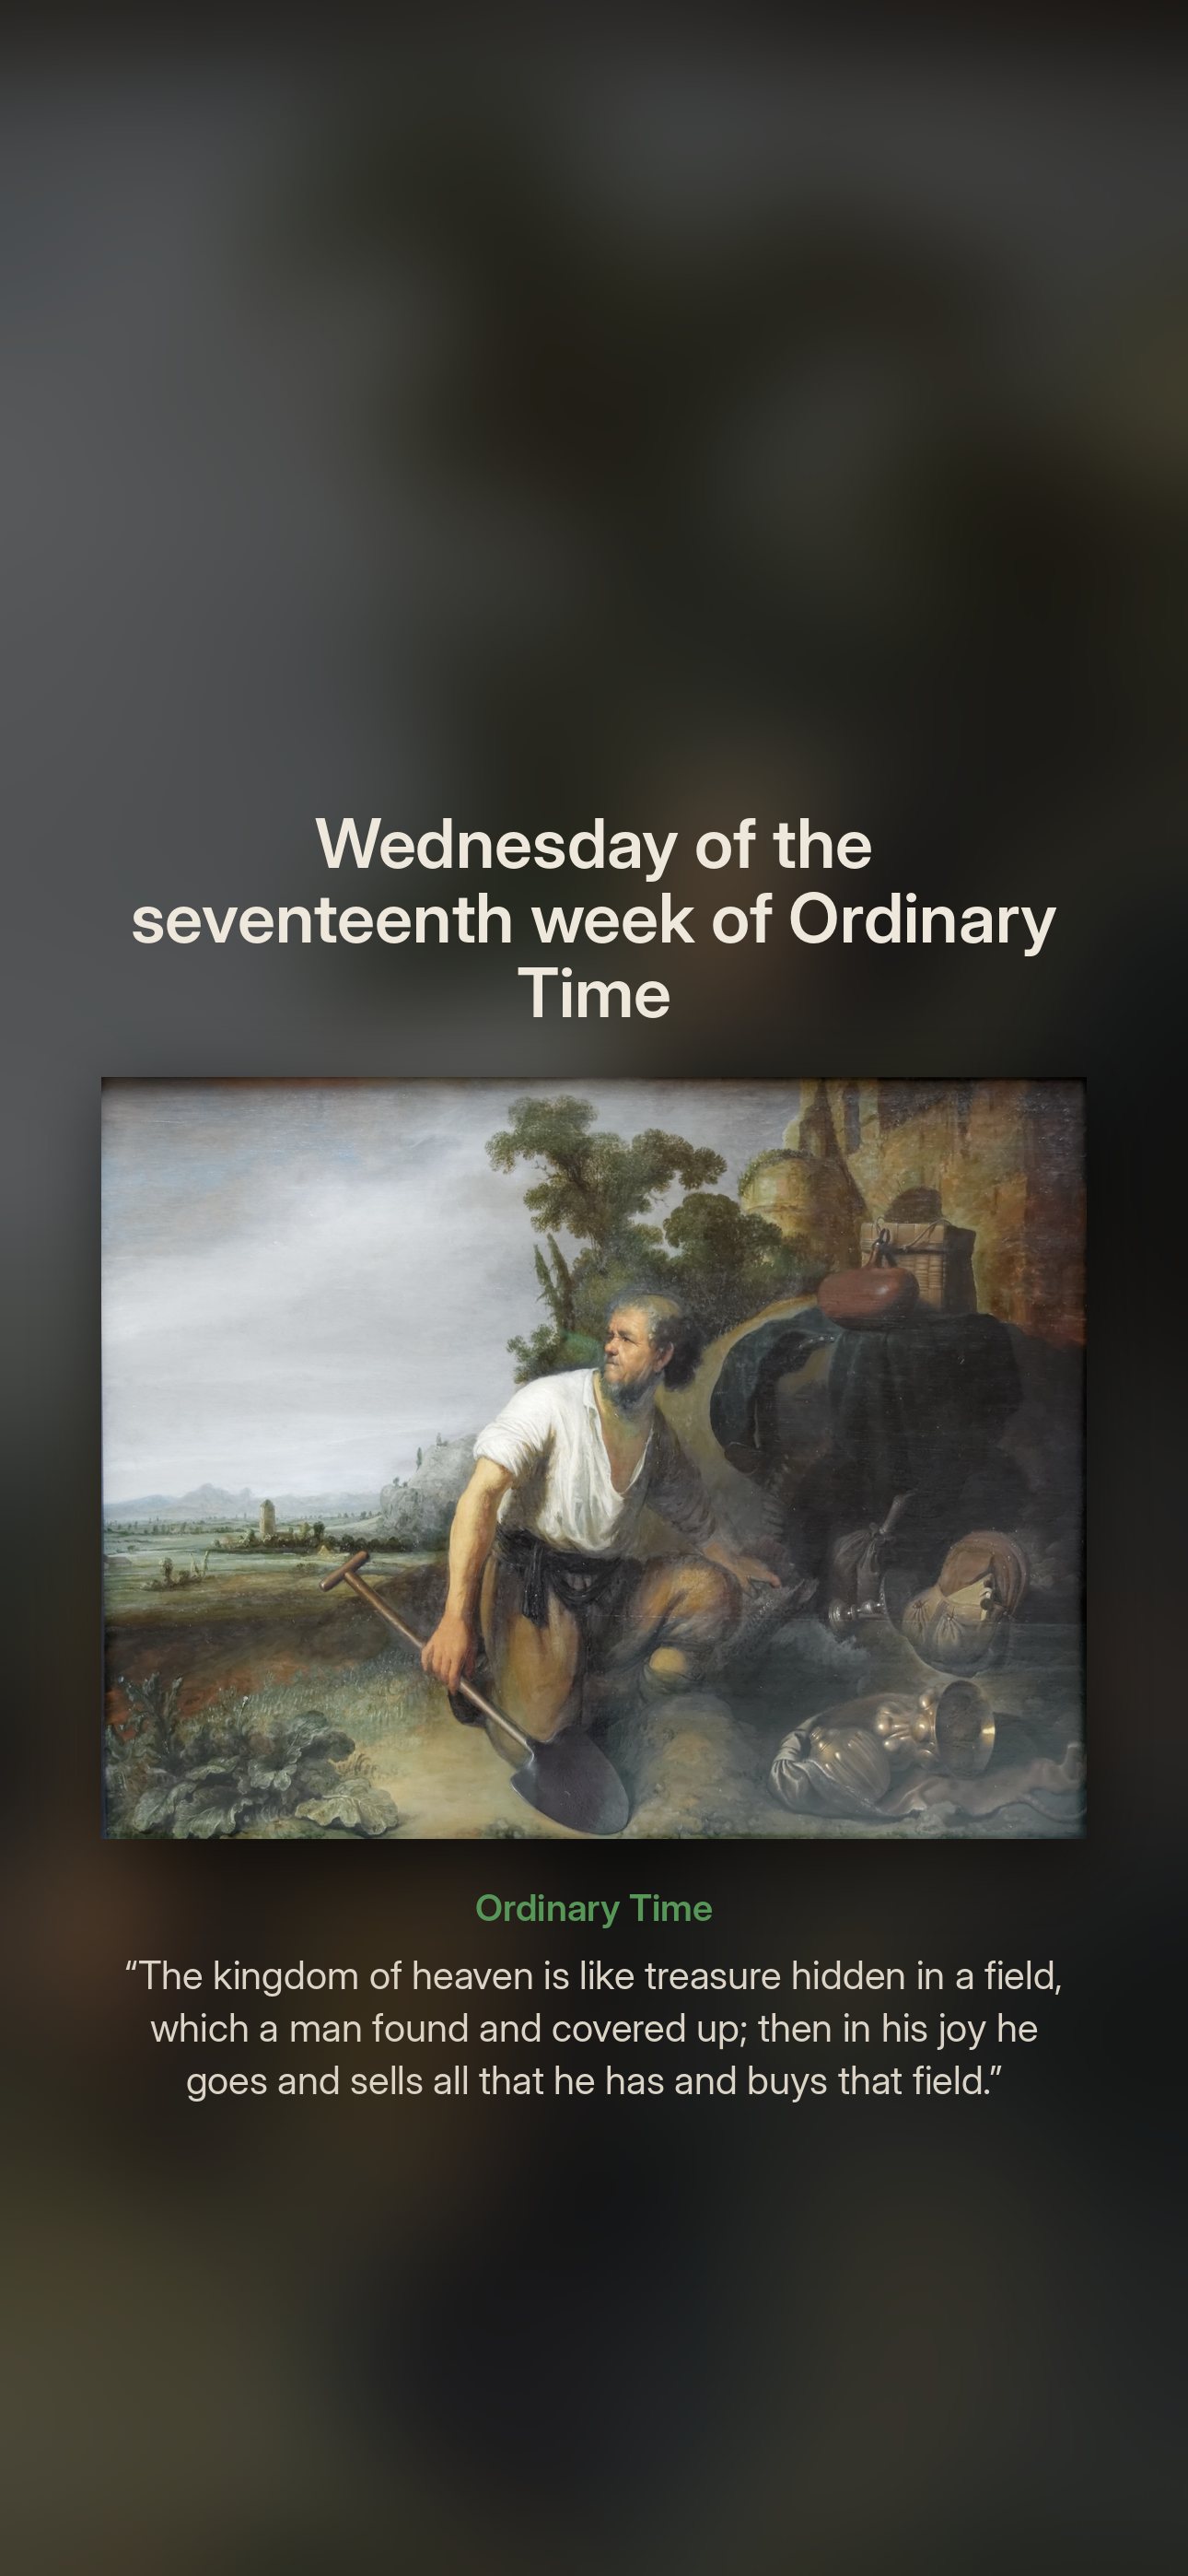 Wednesday of the
seventeenth week of Ordinary
Time
Ordinary Time
“The kingdom of heaven is like treasure hidden in a field,
which a man found and covered up; then in his joy he
goes and sells all that he has and buys that field.”